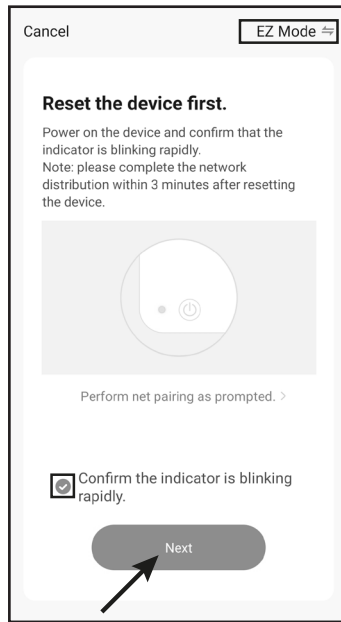 Cancel
EZ Mode
Reset the device first.
Power on the device and confirm that the
indicator is blinking rapidly.
Note: please complete the network
distribution within 3 minutes after resetting
the device.
Perform net pairing as prompted. >
Confirm the indicator is blinking
rapidly.
Next